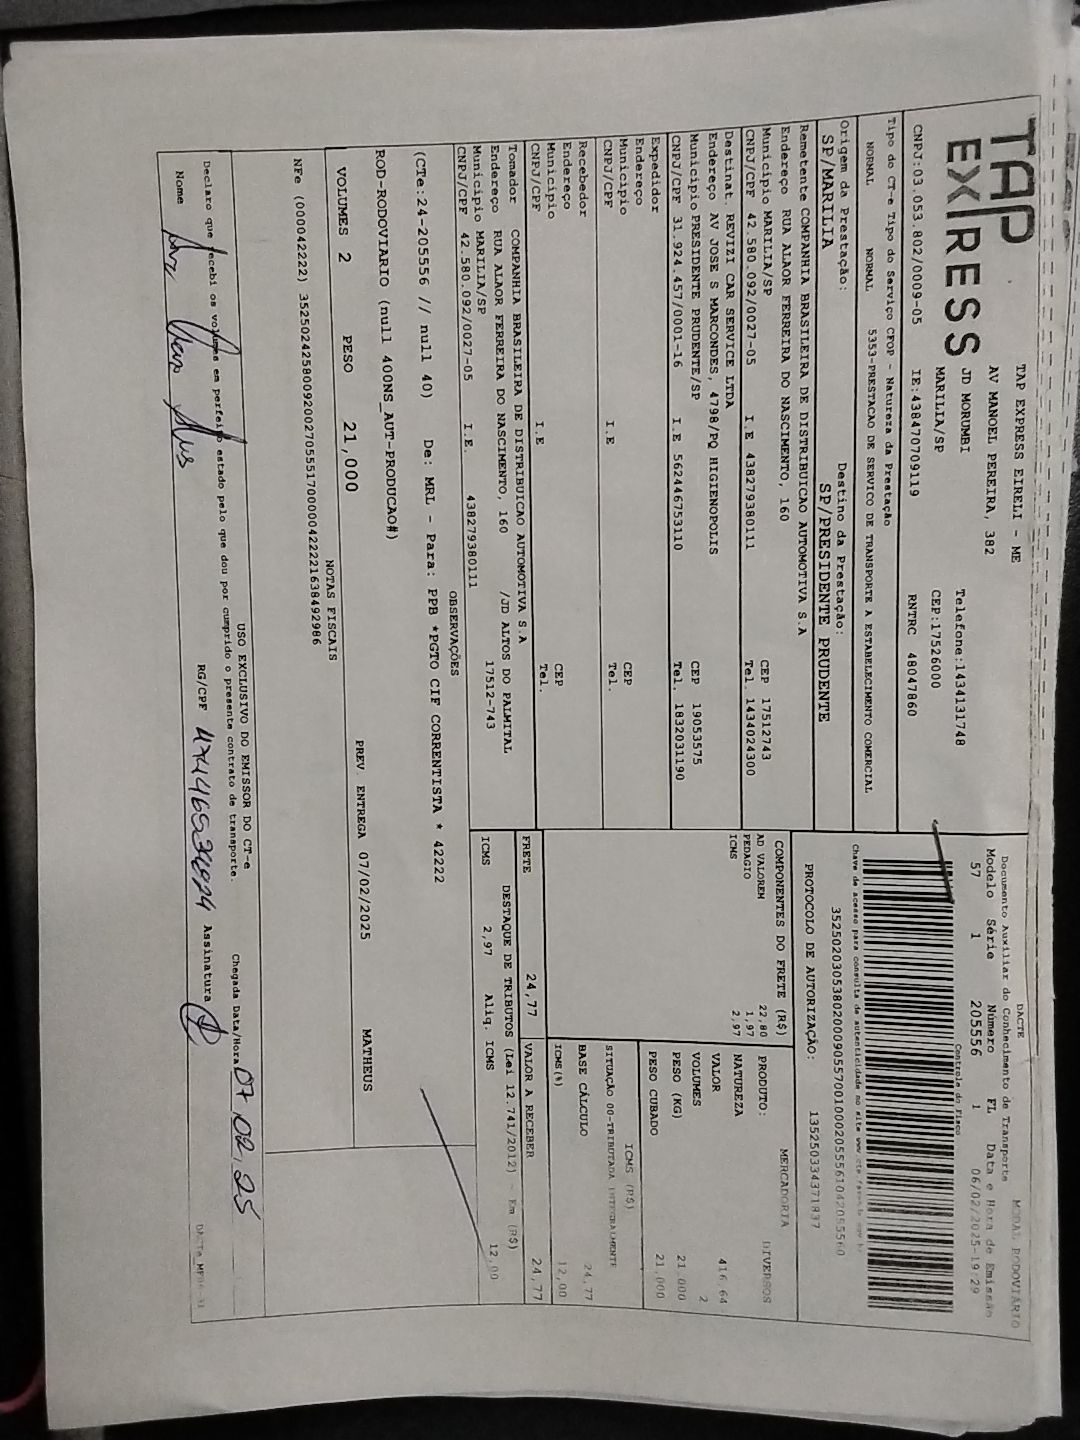 TAP
EXPRESS
TAP EXPRESS EIRELI - ME
AV MANOEL PEREIRA, 382
JD MORUMBI
MARILIA/SP
Telefone:1434131748
CEP:17526000
CNPJ:03.053.802/0009-05 IE:438470709119 RNTRC 48047860
DACTE
Documento Auxiliar do Conhecimento de Transporte
MODAL RODOVIÁRIO
Modelo Série Número FL Data e Hora de Emissão
57 1 205556 1 06/02/2025-19:29
Controle do Fisco
Tipo do CT-e Tipo do Serviço CFOP - Natureza da Prestação
NORMAL NORMAL 5353-PRESTACAO DE SERVICO DE TRANSPORTE A ESTABELECIMENTO COMERCIAL
Chave de acesso para consulta de autenticidade no site
Origem da Prestação: Destino da Prestação:
SP/MARILIA SP/PRESIDENTE PRUDENTE
PROTOCOLO DE AUTORIZAÇÃO: 135250334371837
Remetente COMPANHIA BRASILEIRA DE DISTRIBUICAO AUTOMOTIVA S.A
Endereço RUA ALAOR FERREIRA DO NASCIMENTO, 160
Município MARILIA/SP CEP 17512743
CNPJ/CPF 42.580.092/0027-05 I.E 438279380111 Tel. 1434024300
Destinat. REVIZI CAR SERVICE LTDA
Endereço AV JOSE S MARCONDES, 4798/PQ HIGIENOPOLIS
Município PRESIDENTE PRUDENTE/SP CEP 19053575
CNPJ/CPF 31.924.457/0001-16 I.E 562446753110 Tel. 1832031190
Expedidor
Endereço
Município CEP
CNPJ/CPF I.E Tel.
Recebedor
Endereço
Município CEP
CNPJ/CPF I.E Tel.
Tomador COMPANHIA BRASILEIRA DE DISTRIBUICAO AUTOMOTIVA S.A
Endereço RUA ALAOR FERREIRA DO NASCIMENTO, 160 /JD ALTOS DO PALMITAL
Município MARILIA/SP 17512-743
CNPJ/CPF 42.580.092/0027-05 I.E. 438279380111
COMPONENTES DO FRETE (R$)
AD VALOREM 22,80
PEDAGIO 1,97
ICMS 2,97
FRETE 24,77
MERCADORIA
PRODUTO: DIVERSOS
NATUREZA
VALOR 416,64
VOLUMES 2
PESO (KG) 21,000
PESO CUBADO 21,000
ICMS (R$)
SITUAÇÃO 00-TRIBUTADA INTEGRALMENTE
BASE CÁLCULO 24,77
ICMS(%) 12,00
VALOR A RECEBER 24,77
DESTAQUE DE TRIBUTOS (Lei 12.741/2012) - Em (R$)
ICMS 2,97 Aliq. ICMS 12,00
OBSERVAÇÕES
(CTe:24-205556 // null 40) De: MRL - Para: PPB *PGTO CIF CORRENTISTA * 42222
ROD-RODOVIARIO (null 400NS_AUT-PRODUCAO#)
VOLUMES 2 PESO 21,000 PREV. ENTREGA 07/02/2025 MATHEUS
NOTAS FISCAIS
NFe (000042222) 35250242580092002705551700000422221638492986
USO EXCLUSIVO DO EMISSOR DO CT-e
Declaro que recebi os volumes em perfeito estado pelo que dou por cumprido o presente contrato de transporte. Chegada Data/Hora 07.02.25
Nome RG/CPF Assinatura